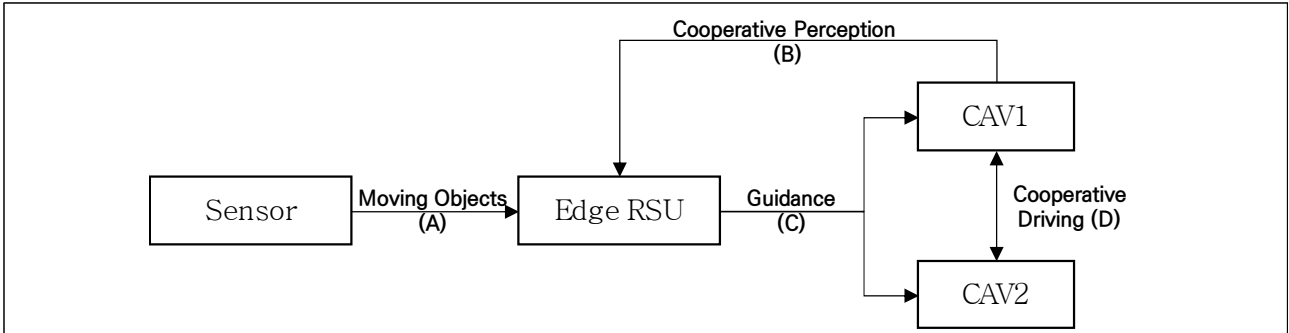 Cooperative Perception
(B)
CAV1
Sensor
Moving Objects
(A)
Edge RSU
Guidance
(C)
Cooperative
Driving (D)
CAV2